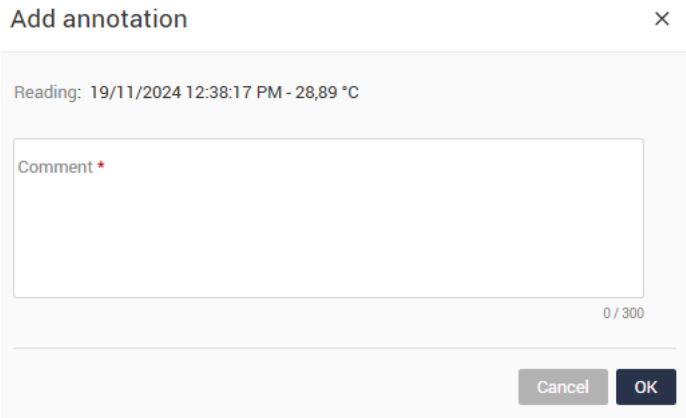 Add annotation
Reading: 19/11/2024 12:38:17 PM - 28,89 °C
Comment *
0 / 300
Cancel OK